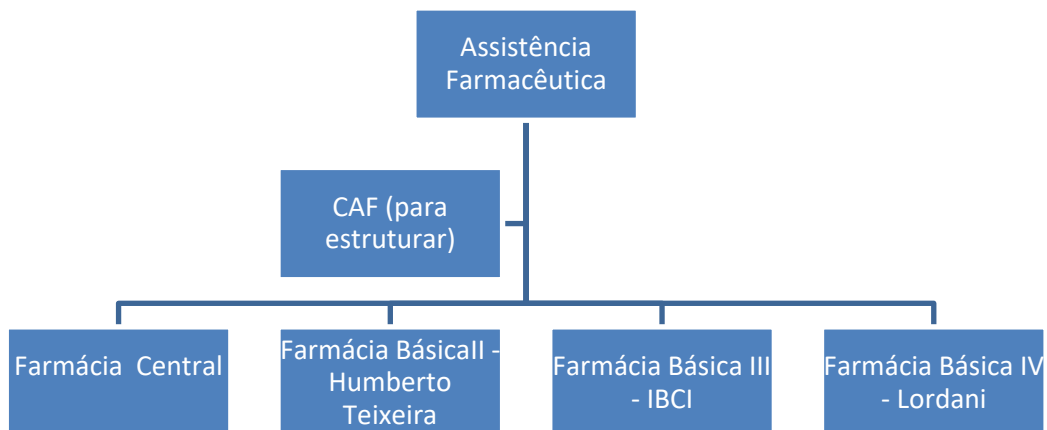 Assistência
Farmacêutica
CAF (para
estruturar)
Farmácia Central
Farmácia BásicaII -
Humberto
Teixeira
Farmácia Básica III
- IBCI
Farmácia Básica IV
- Lordani